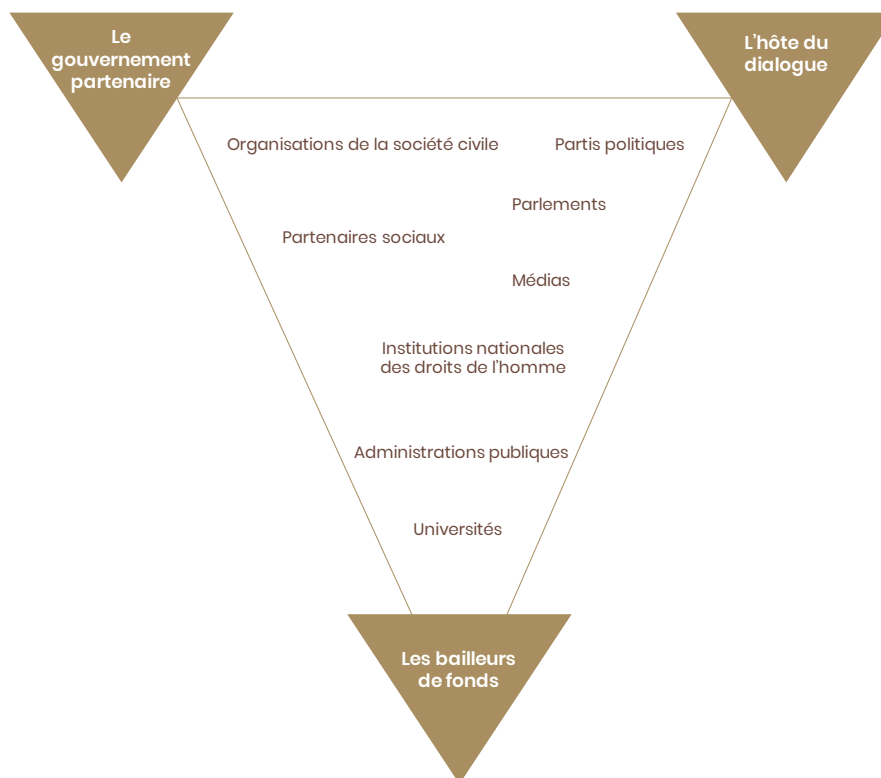 Le
gouvernement
partenaire
L'hôte du
dialogue
Organisations de la société civile
Partis politiques
Parlements
Partenaires sociaux
Médias
Institutions nationales
des droits de l'homme
Administrations publiques
Universités
Les bailleurs
de fonds